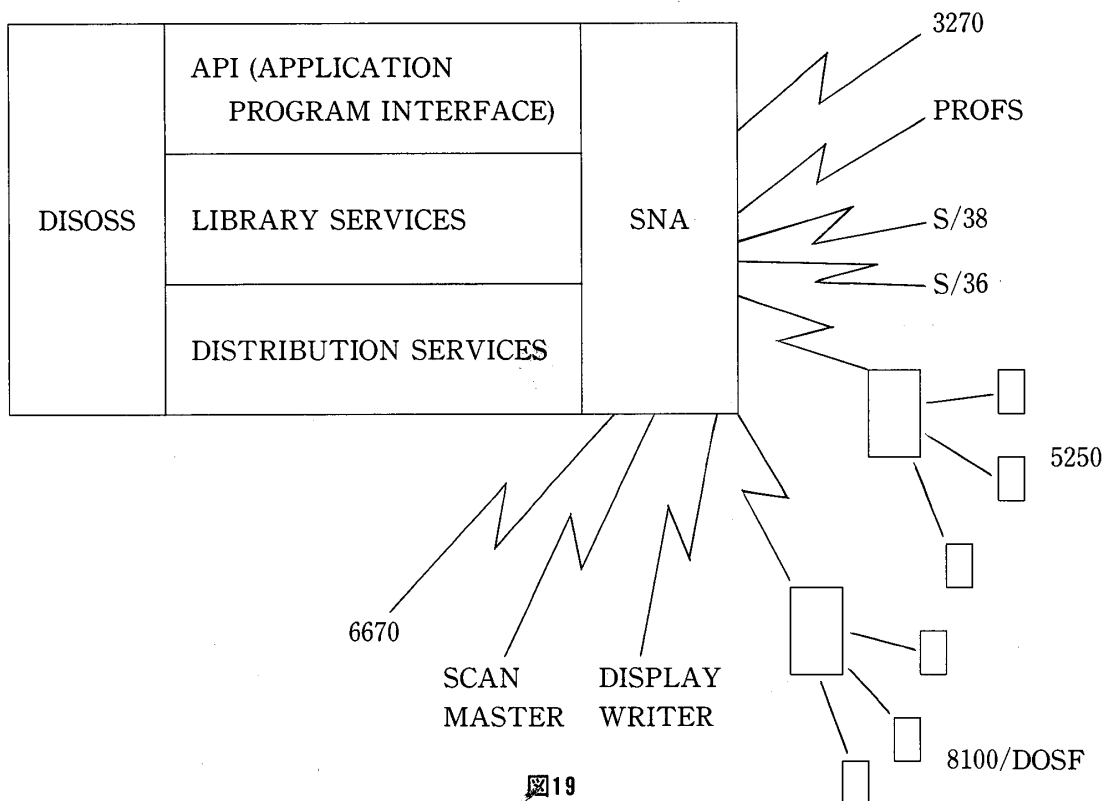 3270
API (APPLICATION
PROGRAM INTERFACE)
PROFS
DISOSS
LIBRARY SERVICES
SNA
S/38
S/36
DISTRIBUTION SERVICES
5250
6670
SCAN
MASTER
DISPLAY
WRITER
8100/DOSF
図19